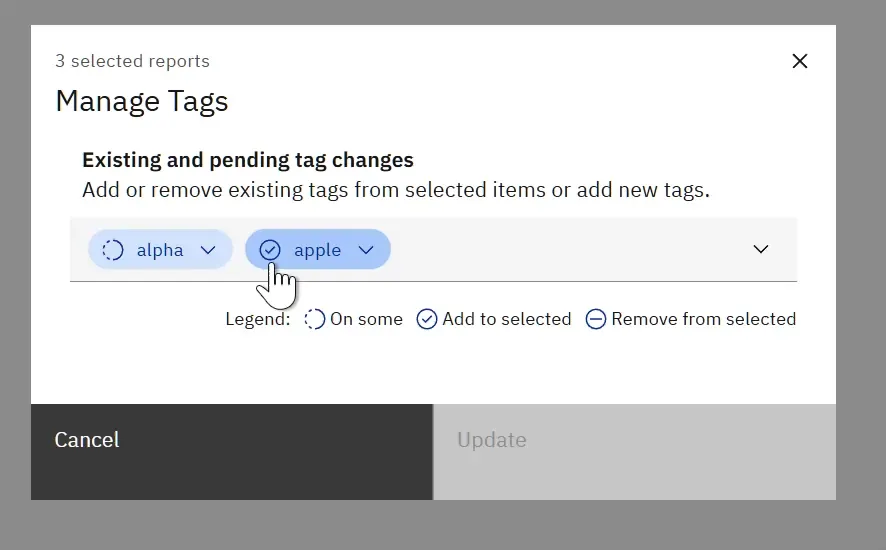 3 selected reports
Manage Tags
Existing and pending tag changes
Add or remove existing tags from selected items or add new tags.
alpha apple
Legend: On some Add to selected Remove from selected
Cancel Update